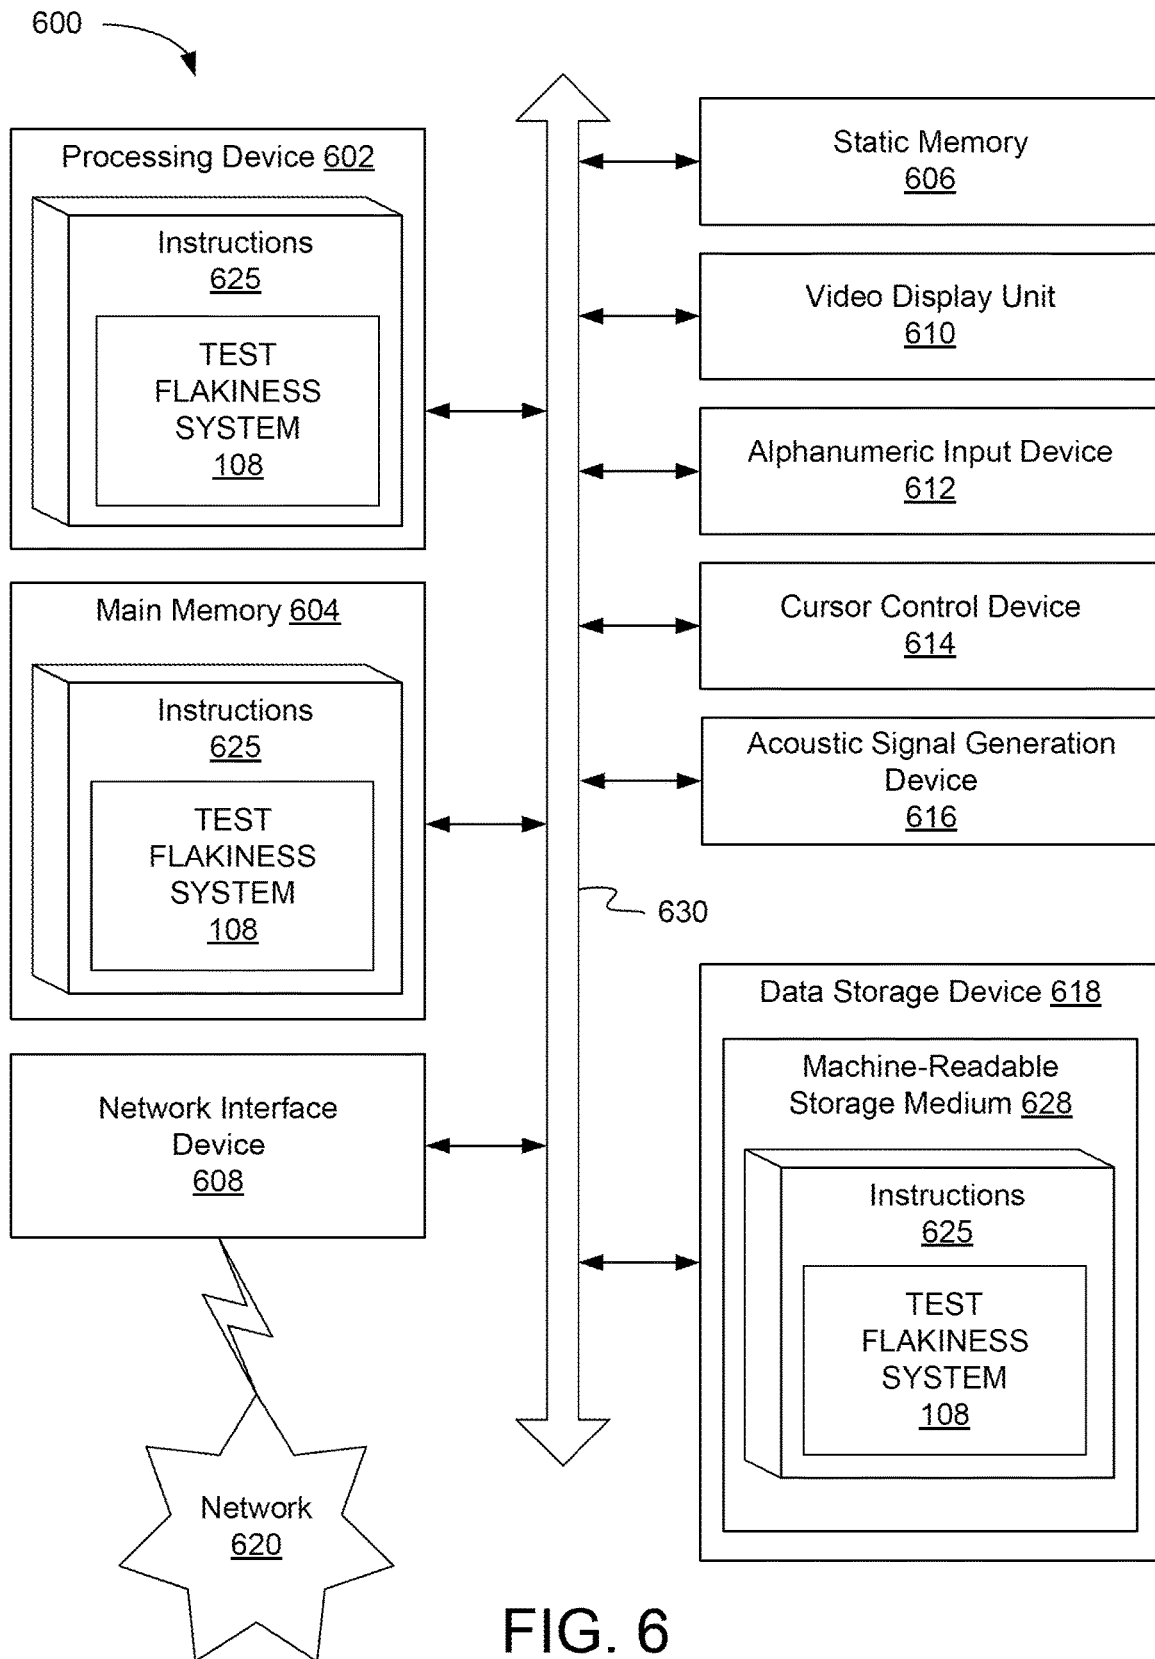 600
Processing Device 602
Instructions
625
TEST
FLAKINESS
SYSTEM
108
Main Memory 604
Instructions
625
TEST
FLAKINESS
SYSTEM
108
Network Interface
Device
608
Network
620
Static Memory
606
Video Display Unit
610
Alphanumeric Input Device
612
Cursor Control Device
614
Acoustic Signal Generation
Device
616
630
Data Storage Device 618
Machine-Readable
Storage Medium 628
Instructions
625
TEST
FLAKINESS
SYSTEM
108
FIG. 6